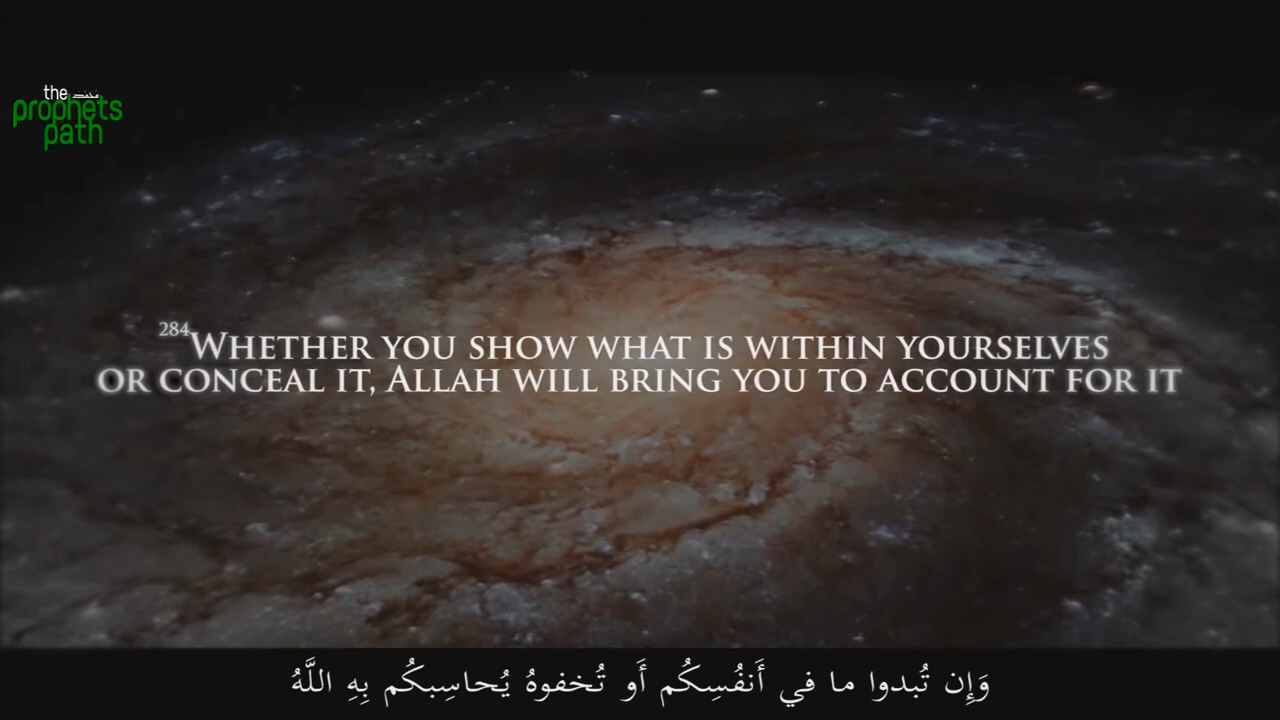 the محمد
prophets
path
284 Whether you show what is within yourselves
or conceal it, Allah will bring you to account for it
وَإِن تُبدوا ما في أَنفُسِكُم أَو تُخفوهُ يُحاسِبكُم بِهِ اللَّهُ